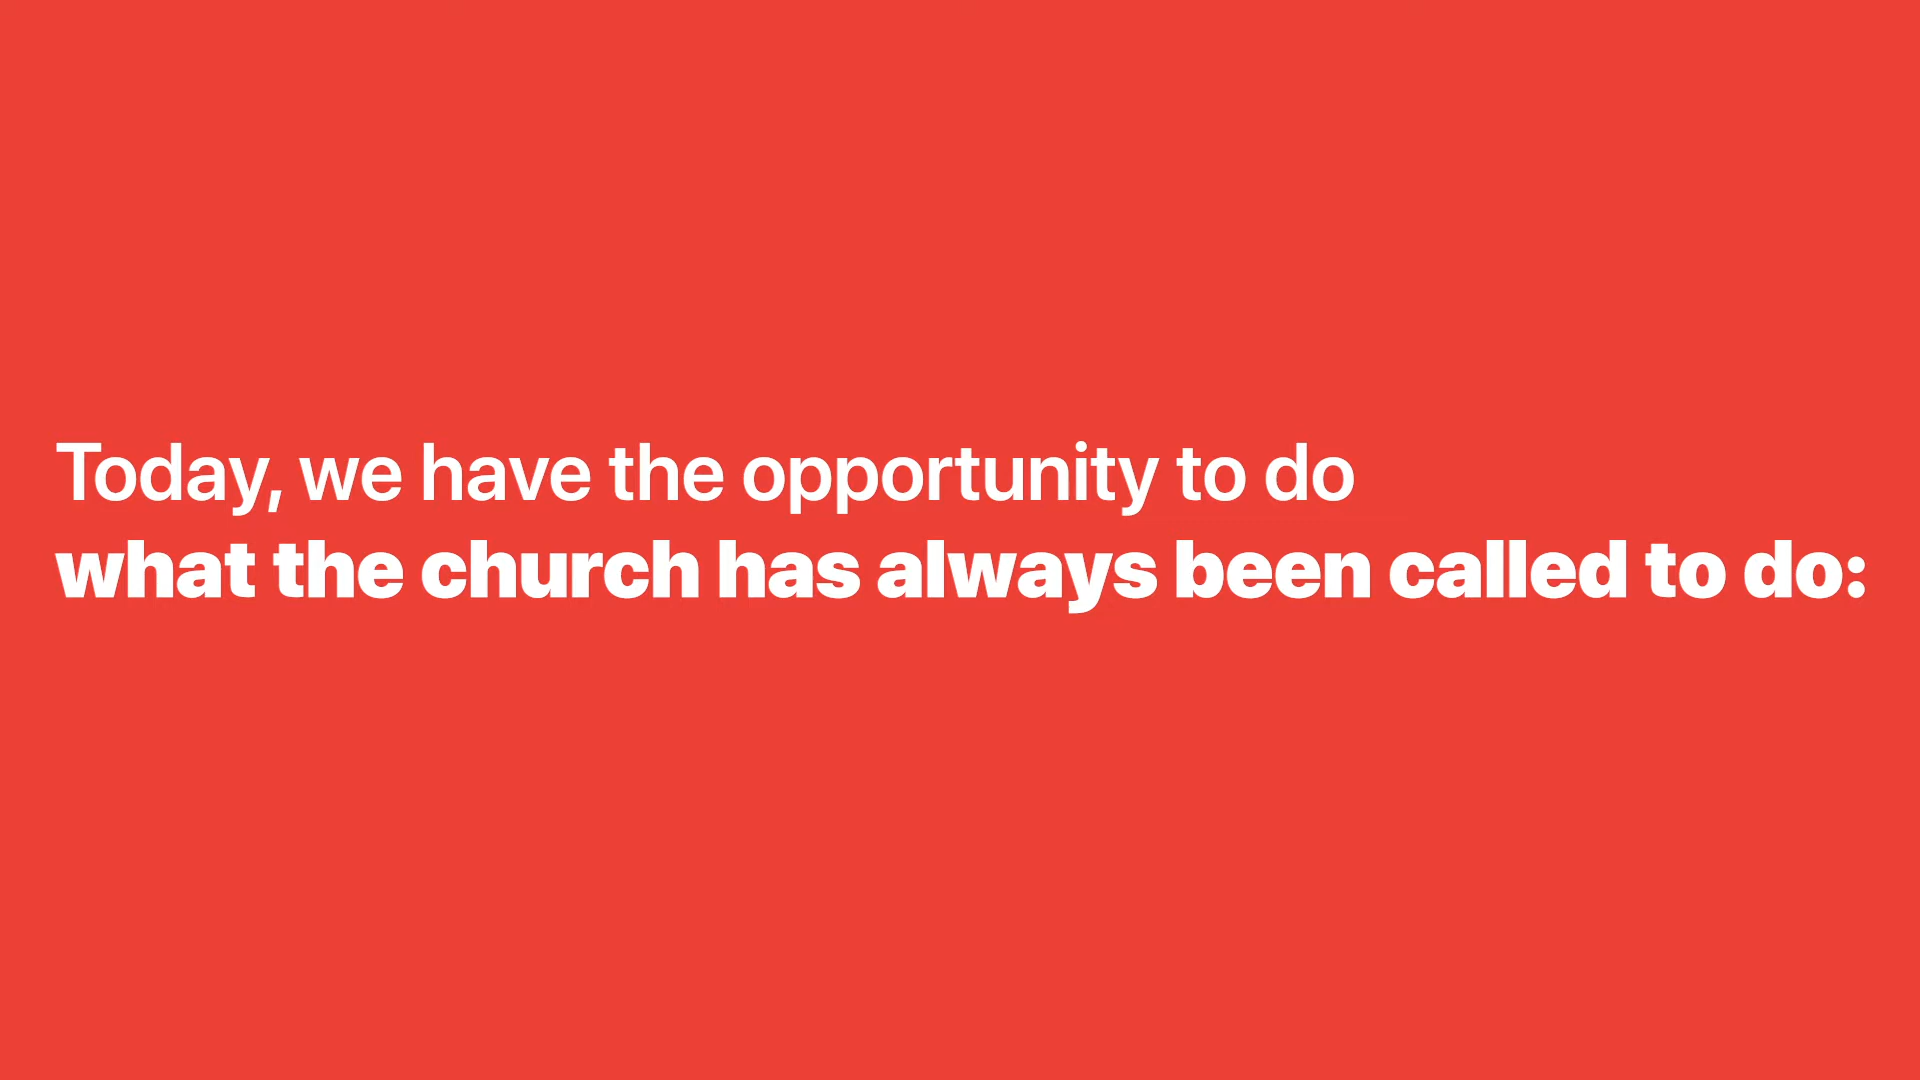 Today, we have the opportunity to do
what the church has always been called to do: